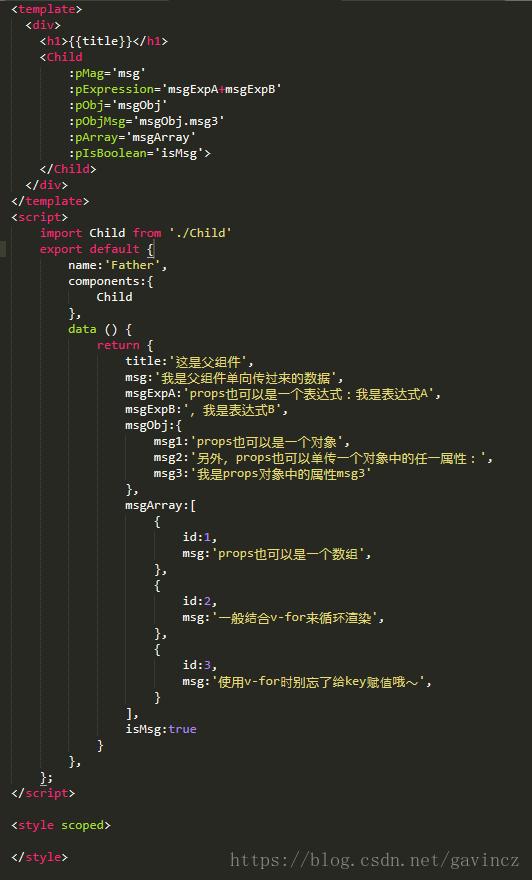 <template>
<div>
<h1>{{title}}</h1>
<Child
:pMag='msg'
:pExpression='msgExpA+msgExpB'
:pObj='msgObj'
:pObjMsg='msgObj.msg3'
:pArray='msgArray'
:pIsBoolean='isMsg'>
</Child>
</div>
</template>
<script>
import Child from './Child'
export default {
name:'Father',
components:{
Child
},
data () {
return {
title:'这是父组件',
msg:'我是父组件单向传过来的数据',
msgExpA:'props也可以是一个表达式：我是表达式A',
msgExpB:'，我是表达式B',
msgObj:{
msg1:'props也可以是一个对象',
msg2:'另外，props也可以单传一个对象中的任一属性：',
msg3:'我是props对象中的属性msg3'
},
msgArray:[
{
id:1,
msg:'props也可以是一个数组',
},
{
id:2,
msg:'一般结合v-for来循环渲染',
},
{
id:3,
msg:'使用v-for时别忘了给key赋值哦～',
}
],
isMsg:true
}
},
};
</script>
<style scoped>
</style>
https://blog.csdn.net/gavincz